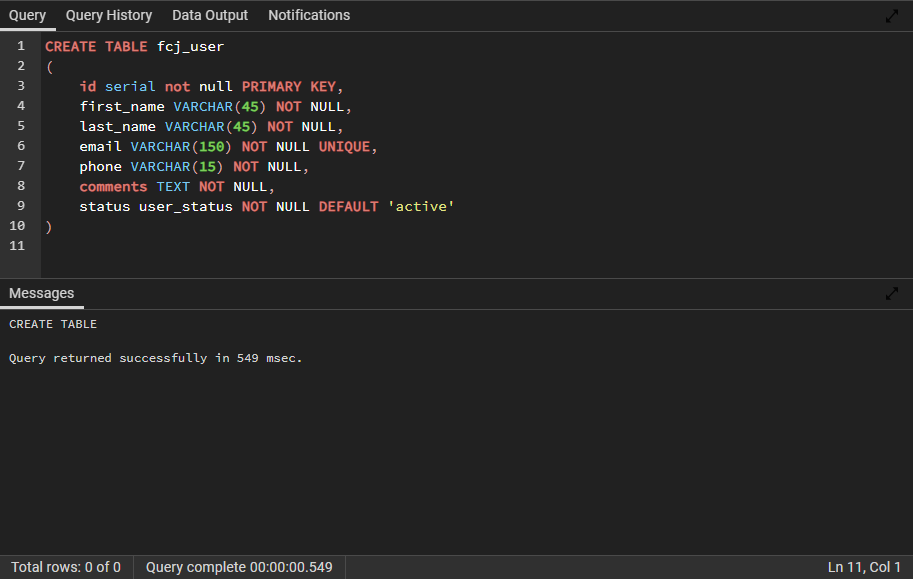 Query Query History Data Output Notifications
1 CREATE TABLE fcj_user
2 (
3 id serial not null PRIMARY KEY,
4 first_name VARCHAR(45) NOT NULL,
5 last_name VARCHAR(45) NOT NULL,
6 email VARCHAR(150) NOT NULL UNIQUE,
7 phone VARCHAR(15) NOT NULL,
8 comments TEXT NOT NULL,
9 status user_status NOT NULL DEFAULT 'active'
10 )
11
Messages
CREATE TABLE
Query returned successfully in 549 msec.
Total rows: 0 of 0 Query complete 00:00:00.549 Ln 11, Col 1